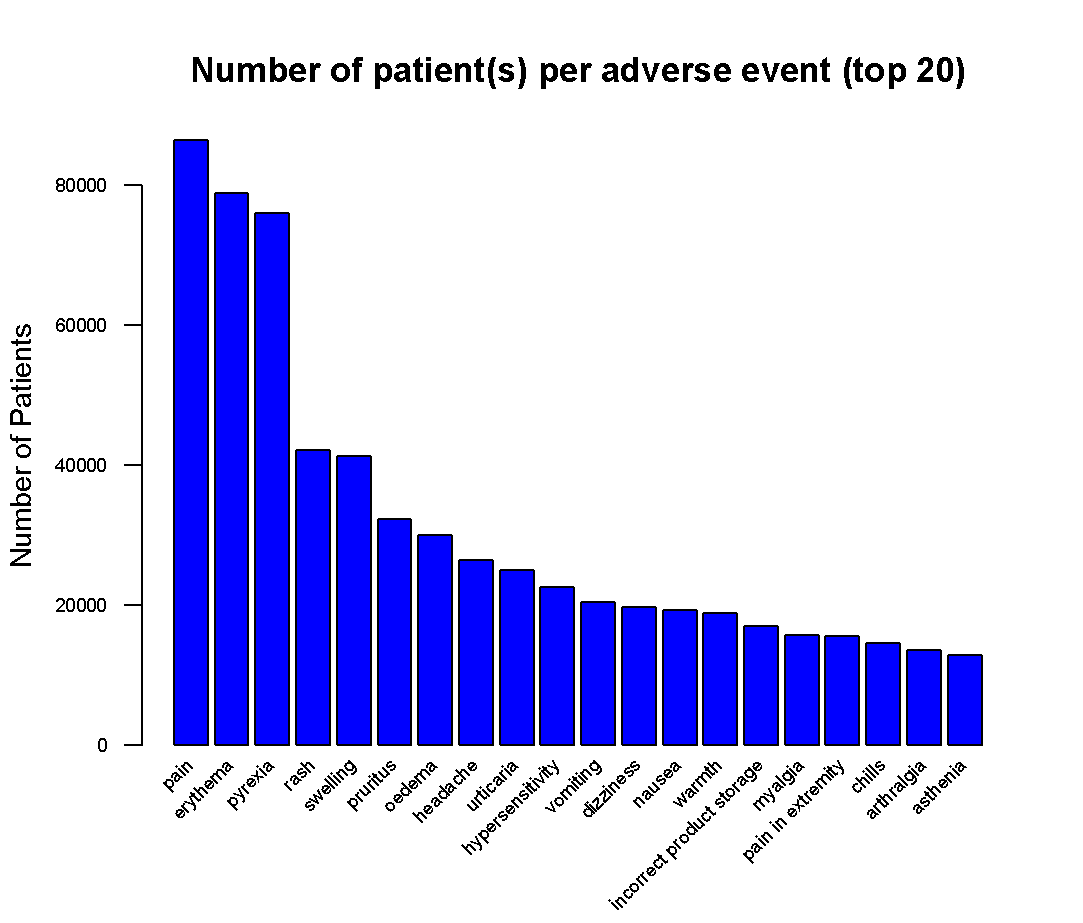 Number of patient(s) per adverse event (top 20)
Number of Patients
80000
60000
40000
20000
0
pain
erythema
pyrexia
rash
swelling
pruritus
oedema
headache
urticaria
hypersensitivity
vomiting
dizziness
nausea
warmth
incorrect product storage
myalgia
pain in extremity
chills
arthralgia
asthenia